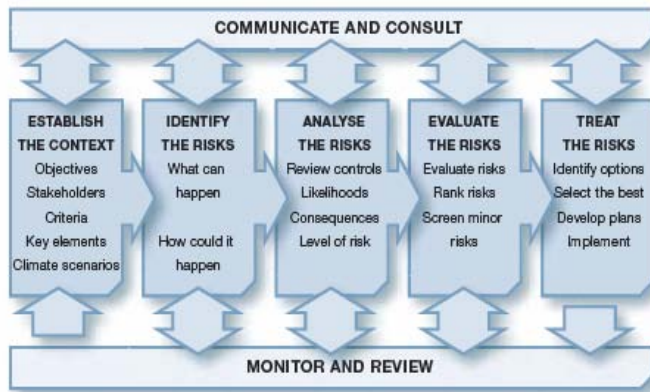 COMMUNICATE AND CONSULT
ESTABLISH
THE CONTEXT
Objectives
Stakeholders
Criteria
Key elements
Climate scenarios
IDENTIFY
THE RISKS
What can
happen
How could it
happen
ANALYSE
THE RISKS
Review controls
Likelihoods
Consequences
Level of risk
EVALUATE
THE RISKS
Evaluate risks
Rank risks
Screen minor
risks
TREAT
THE RISKS
Identify options
Select the best
Develop plans
Implement
MONITOR AND REVIEW